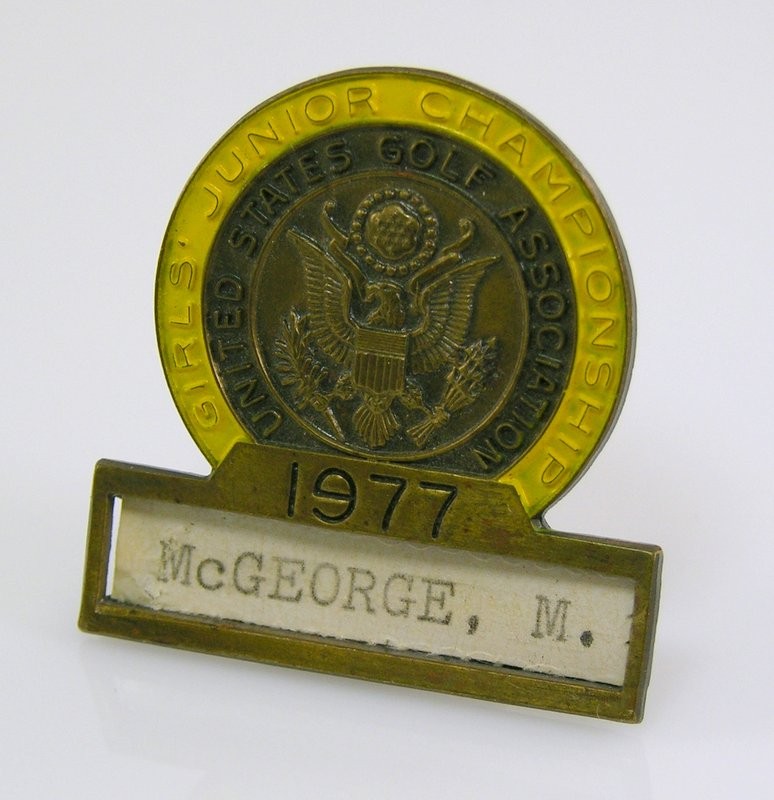 GIRLS' JUNIOR CHAMPIONSHIP
UNITED STATES GOLF ASSOCIATION
1977
McGEORGE, M.